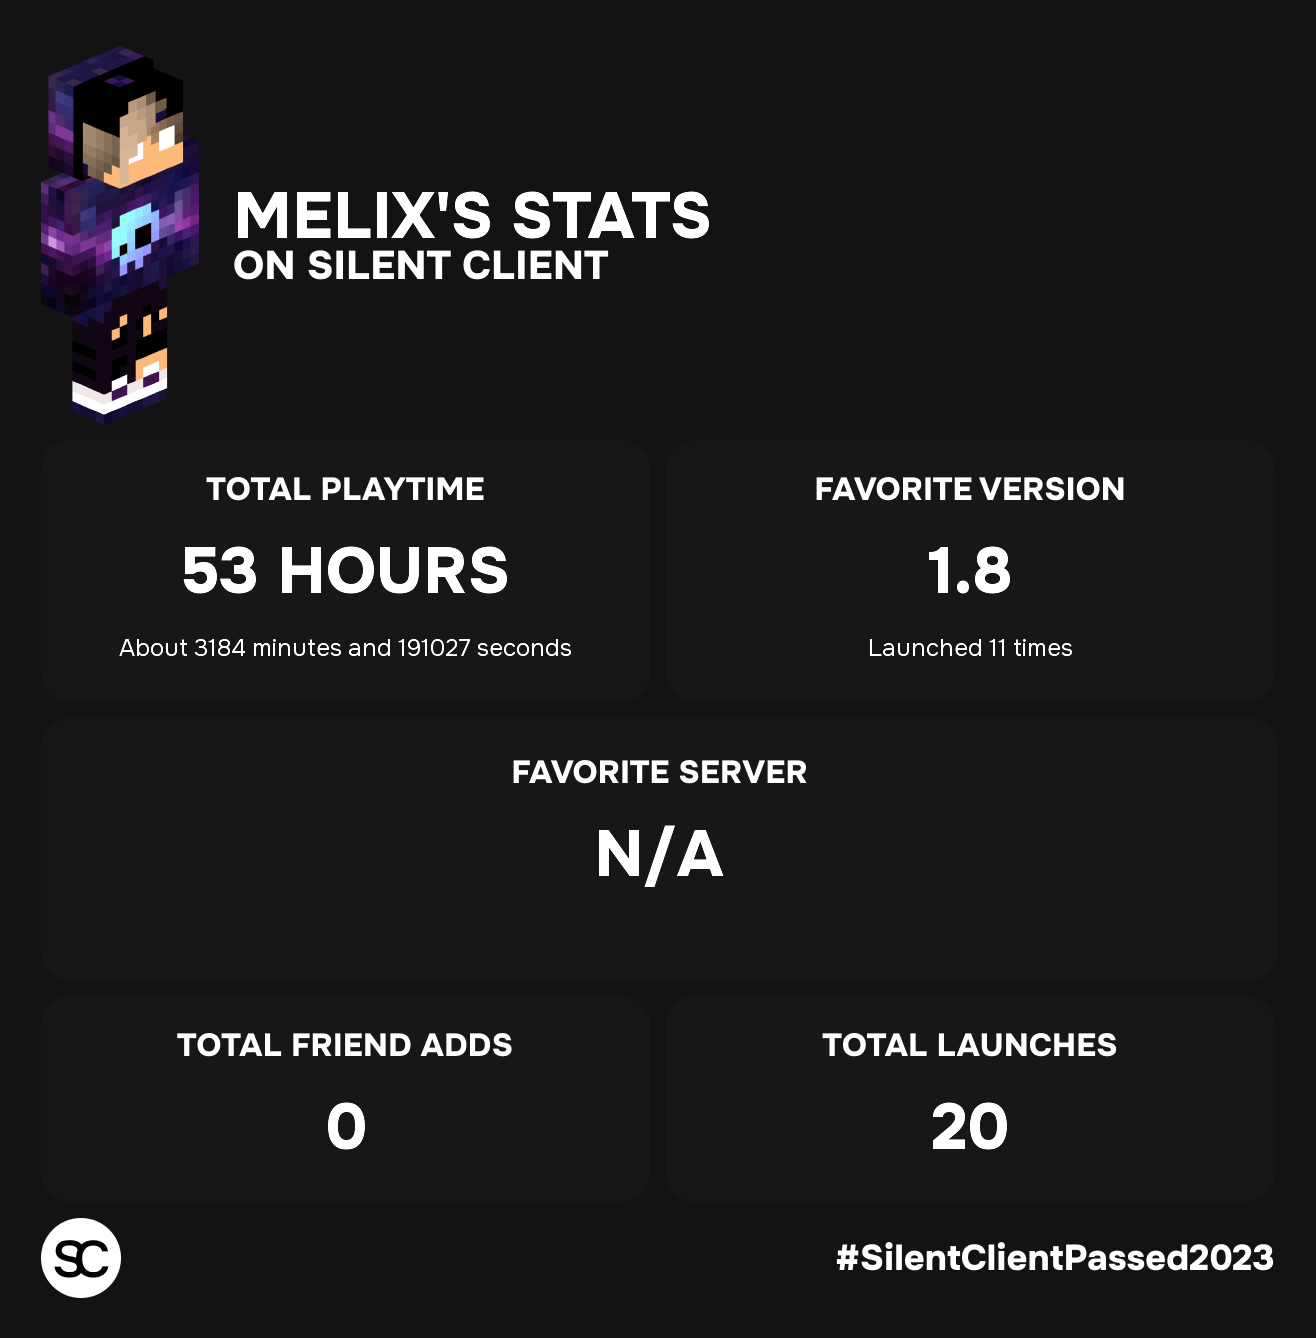 MELIX'S STATS
ON SILENT CLIENT
TOTAL PLAYTIME
53 HOURS
About 3184 minutes and 191027 seconds
FAVORITE VERSION
1.8
Launched 11 times
FAVORITE SERVER
N/A
TOTAL FRIEND ADDS
0
TOTAL LAUNCHES
20
SC
#SilentClientPassed2023